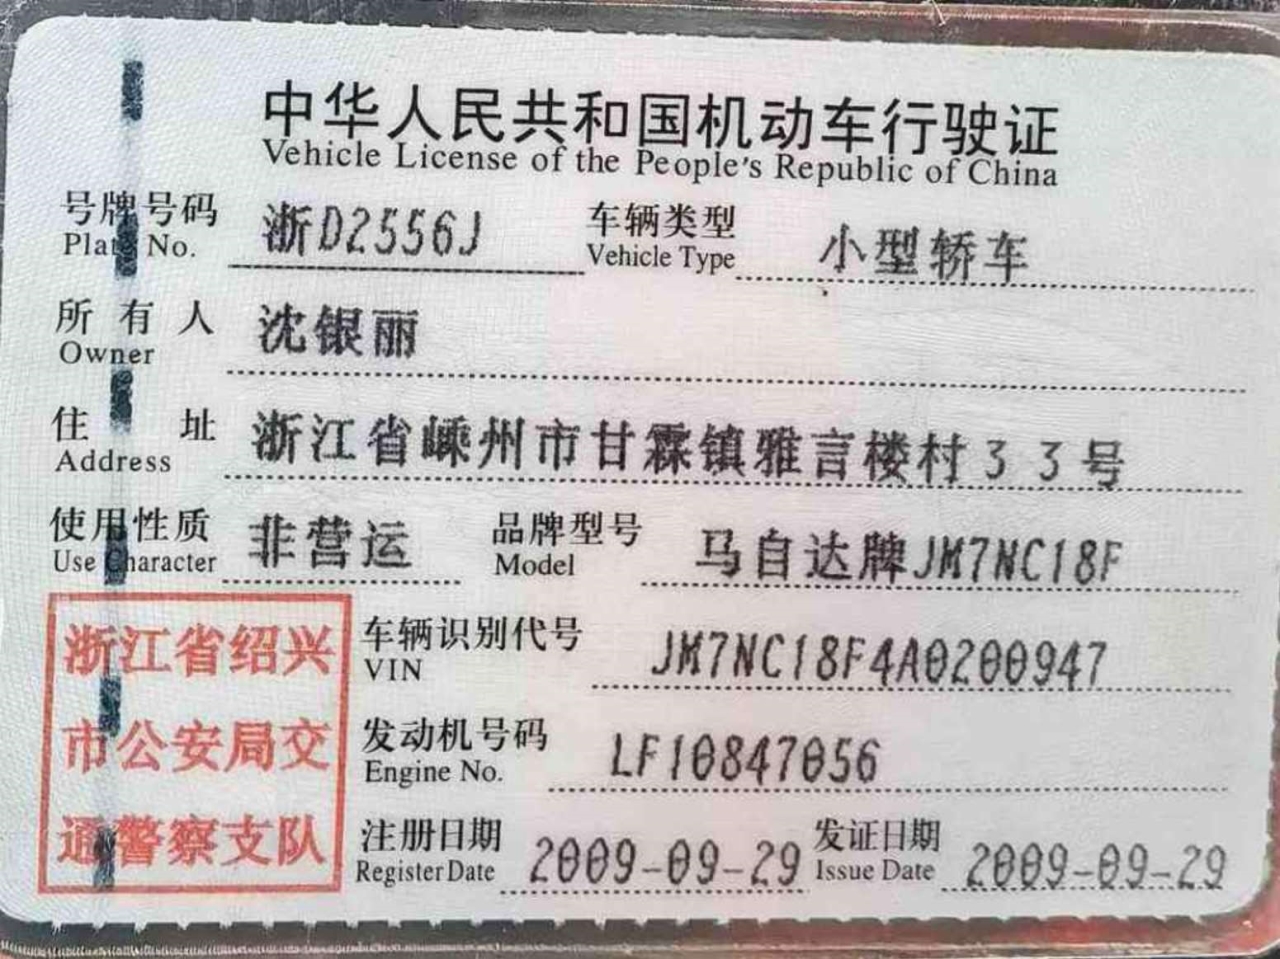 中华人民共和国机动车行驶证
Vehicle License of the People's Republic of China
号牌号码 浙D2556J 车辆类型 小型轿车
Plate No. Vehicle Type
所有人 沈银丽
Owner
住址 浙江省嵊州市甘霖镇雅言楼村33号
Address
使用性质 非营运 品牌型号 马自达牌JM7NC18F
Use Character Model
浙江省绍兴
市公安局交
通警察支队
车辆识别代号 JM7NC18F4A0200947
VIN
发动机号码 LF10847056
Engine No.
注册日期 2009-09-29 发证日期 2009-09-29
Register Date Issue Date